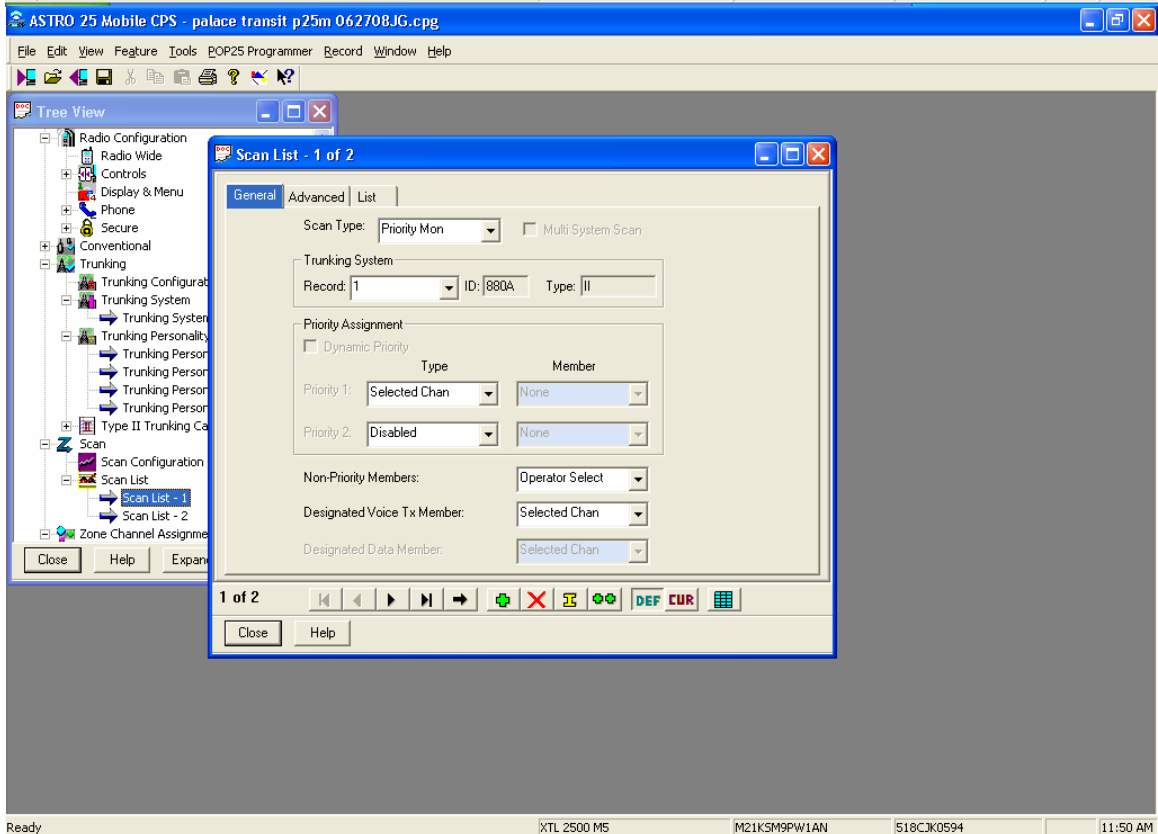 ASTRO 25 Mobile CPS - palace transit p25m 062708JG.cpg
File Edit View Feature Tools POP25 Programmer Record Window Help
Tree View
Radio Configuration
Radio Wide
Controls
Display & Menu
Phone
Secure
Conventional
Trunking
Trunking Configurat
Trunking System
Trunking System
Trunking Personality
Trunking Person
Trunking Person
Trunking Person
Trunking Person
Type II Trunking Ca
Scan
Scan Configuration
Scan List
Scan List - 1
Scan List - 2
Zone Channel Assignme
Close Help Expan
Scan List - 1 of 2
General Advanced List
Scan Type: Priority Mon Multi System Scan
Trunking System
Record: 1 ID: 880A Type: II
Priority Assignment
Dynamic Priority
Type Member
Priority 1: Selected Chan None
Priority 2: Disabled None
Non-Priority Members: Operator Select
Designated Voice Tx Member: Selected Chan
Designated Data Member: Selected Chan
1 of 2 DEF CUR
Close Help
Ready XTL 2500 M5 M21KSM9PW1AN 518CJK0594 11:50 AM